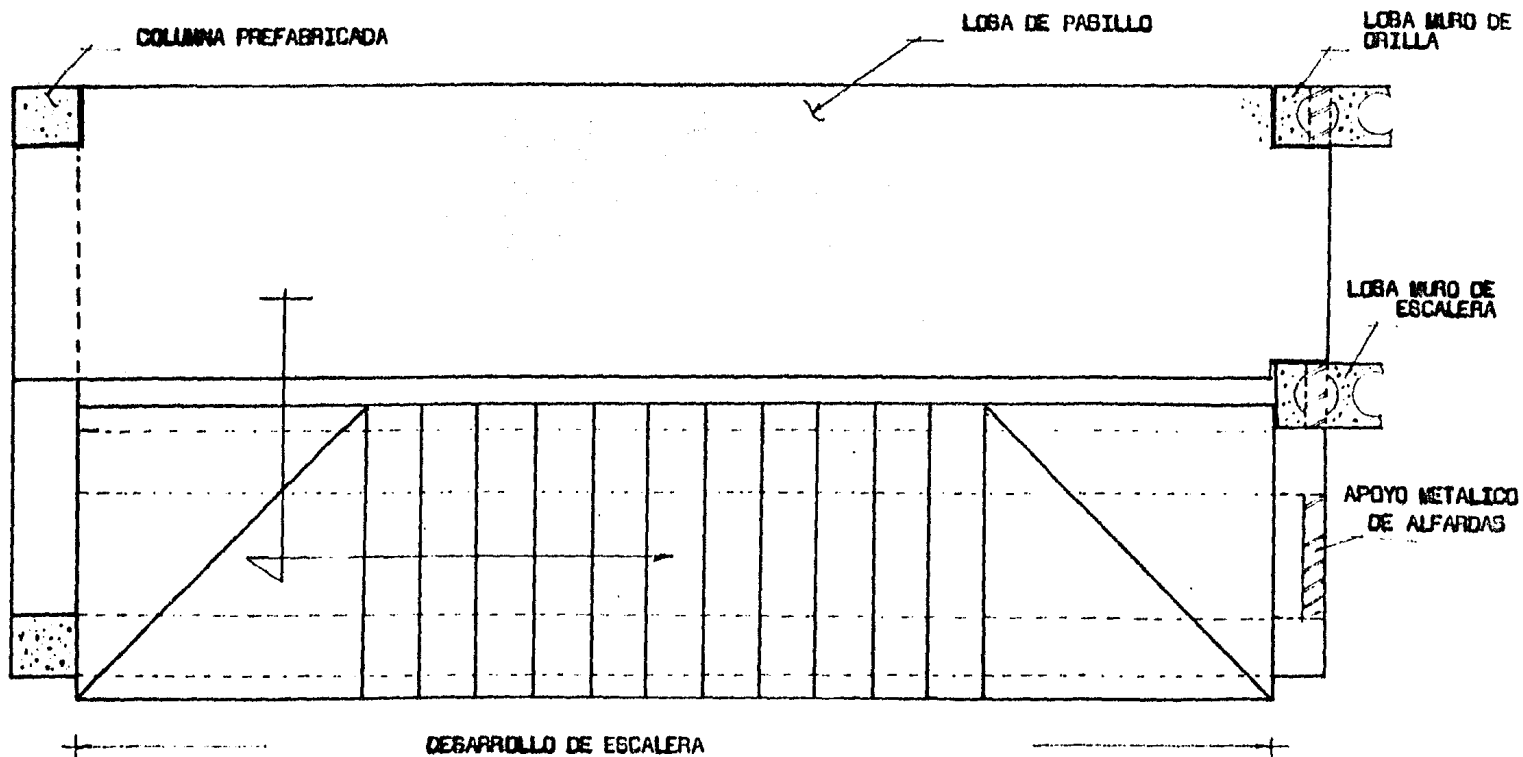 COLUMNA PREFABRICADA
LOSA DE PASILLO
LOSA MURO DE
ORILLA
LOSA MURO DE
ESCALERA
APOYO METALICO
DE ALFARDAS
DESARROLLO DE ESCALERA